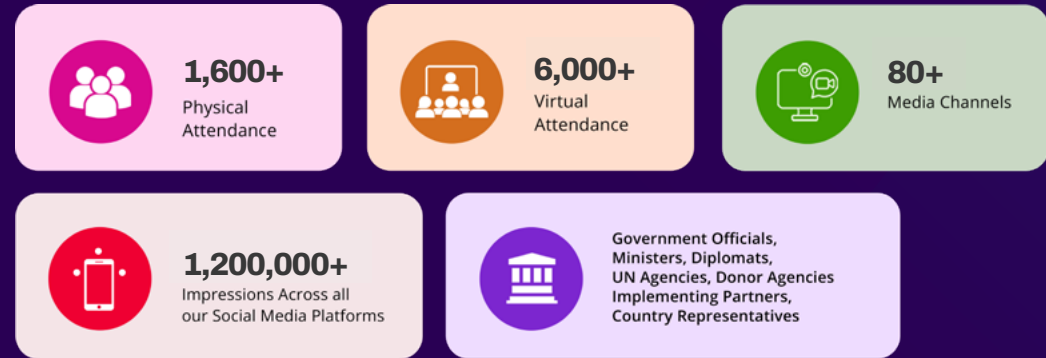 1,600+
Physical
Attendance
6,000+
Virtual
Attendance
80+
Media Channels
1,200,000+
Impressions Across all
our Social Media Platforms
Government Officials,
Ministers, Diplomats,
UN Agencies, Donor Agencies
Implementing Partners,
Country Representatives